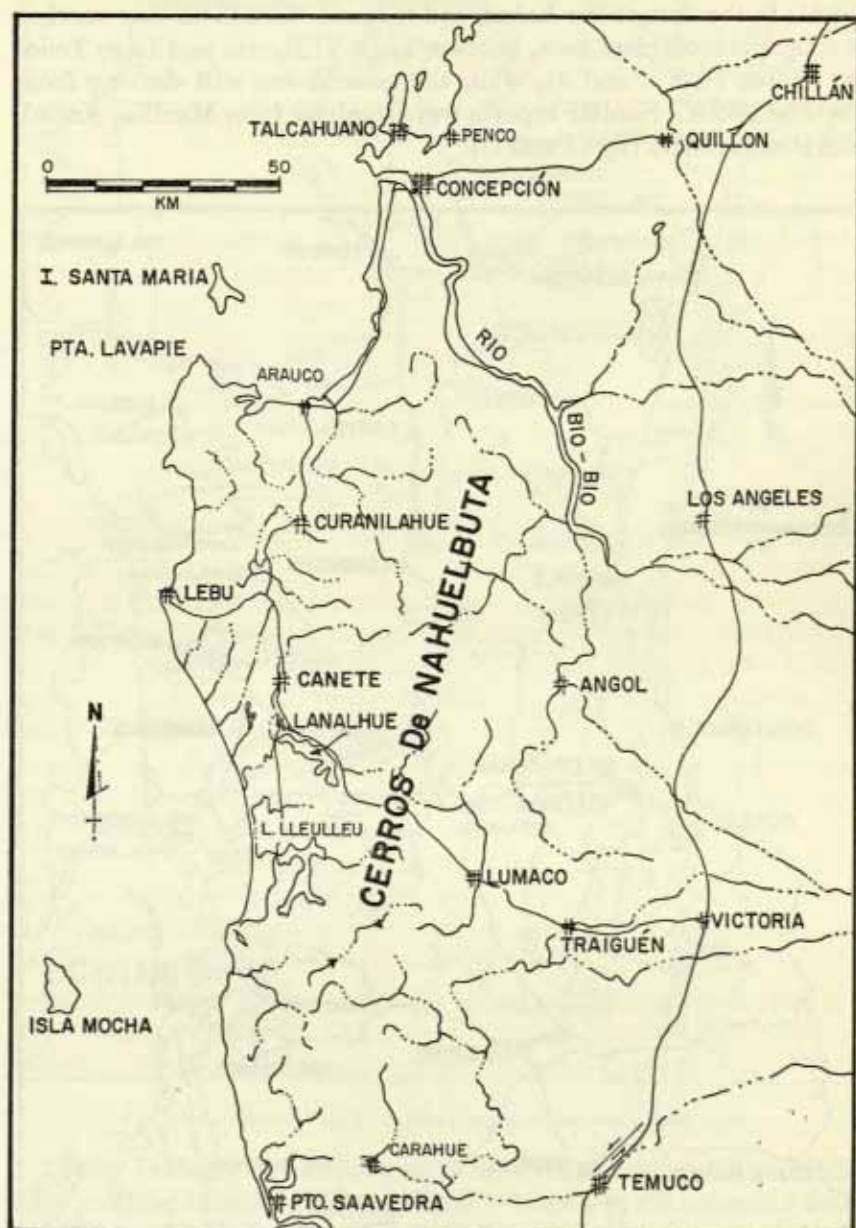 CHILLÁN
TALCAHUANO
PENCO
QUILLON
0 50
KM
CONCEPCIÓN
I. SANTA MARIA
PTA. LAVAPIE
RIO
ARAUCO
BIO-BIO
LOS ANGELES
CURANILAHUE
LEBU
CERROS De NAHUELBUTA
CANETE
ANGOL
N
LANALHUE
L. LLEULLEU
LUMACO
VICTORIA
TRAIGUÉN
ISLA MOCHA
CARAHUE
TEMUCO
PTO. SAAVEDRA